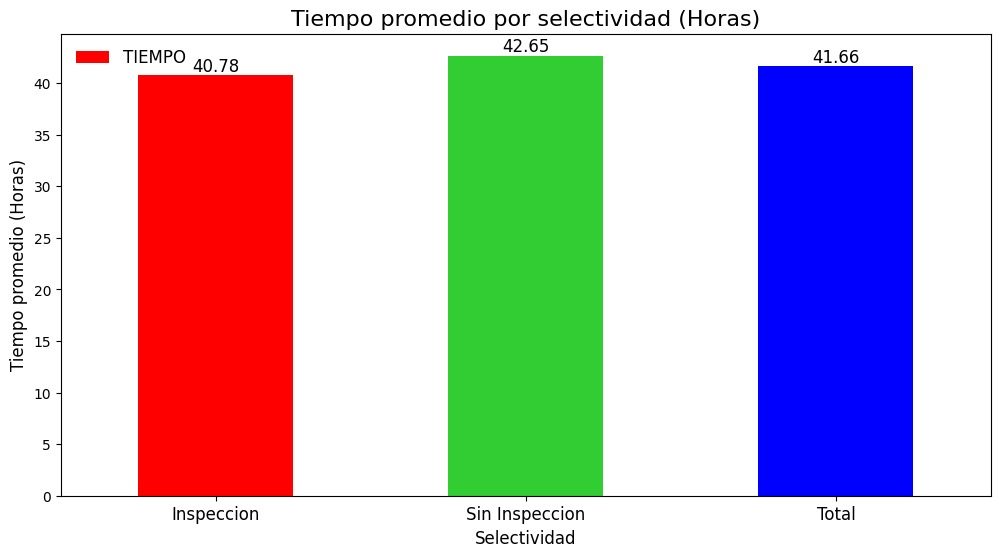 Tiempo promedio por selectividad (Horas)
TIEMPO
40.78
42.65
41.66
Tiempo promedio (Horas)
40
35
30
25
20
15
10
5
0
Inspeccion
Sin Inspeccion
Total
Selectividad